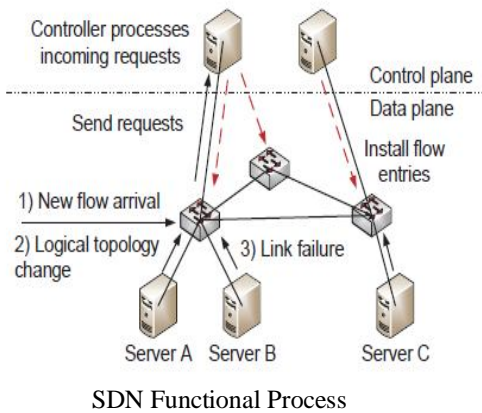 Controller processes
incoming requests
Control plane
Data plane
Send requests
Install flow
entries
1) New flow arrival
2) Logical topology
change
3) Link failure
Server A
Server B
Server C
SDN Functional Process